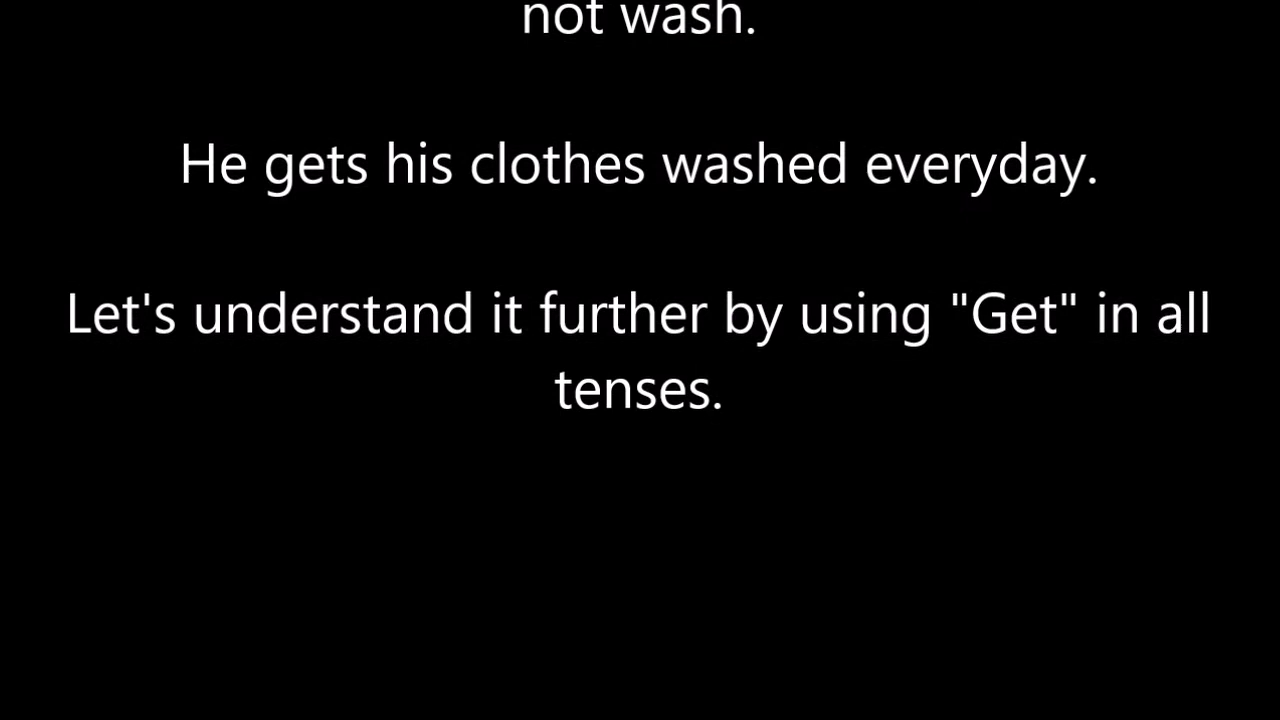 not wash.
He gets his clothes washed everyday.
Let's understand it further by using "Get" in all
tenses.